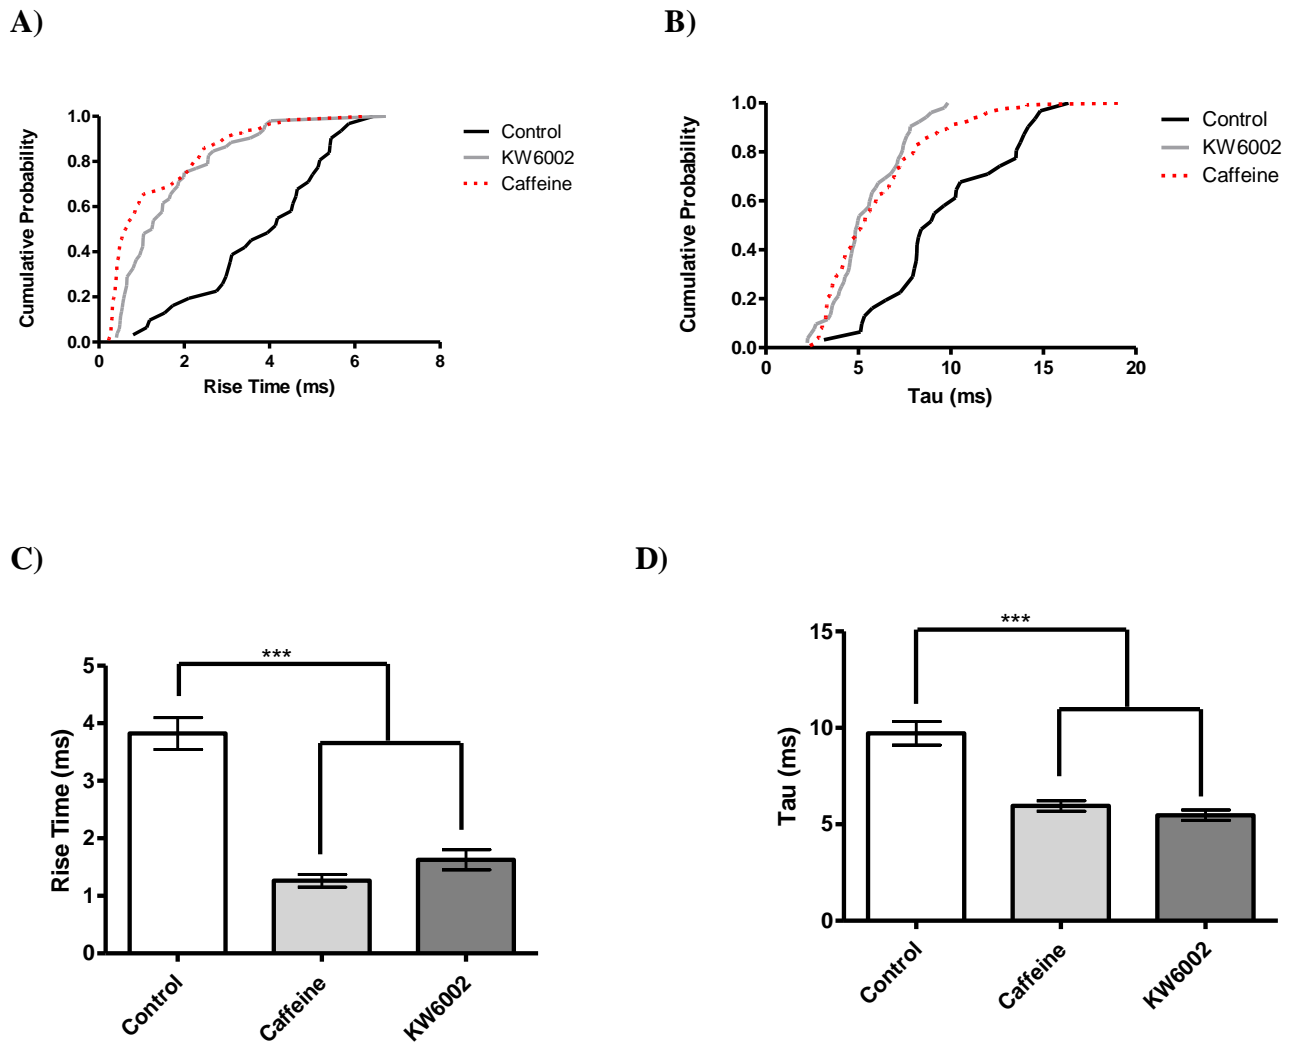 A)
B)
Cumulative Probability
1.0
0.8
0.6
0.4
0.2
0.0
0
2
4
6
8
Rise Time (ms)
Control
KW6002
Caffeine
Cumulative Probability
1.0
0.8
0.6
0.4
0.2
0.0
0
5
10
15
20
Tau (ms)
Control
KW6002
Caffeine
C)
D)
Rise Time (ms)
5
4
3
2
1
0
***
Control
Caffeine
KW6002
Tau (ms)
15
10
5
0
***
Control
Caffeine
KW6002